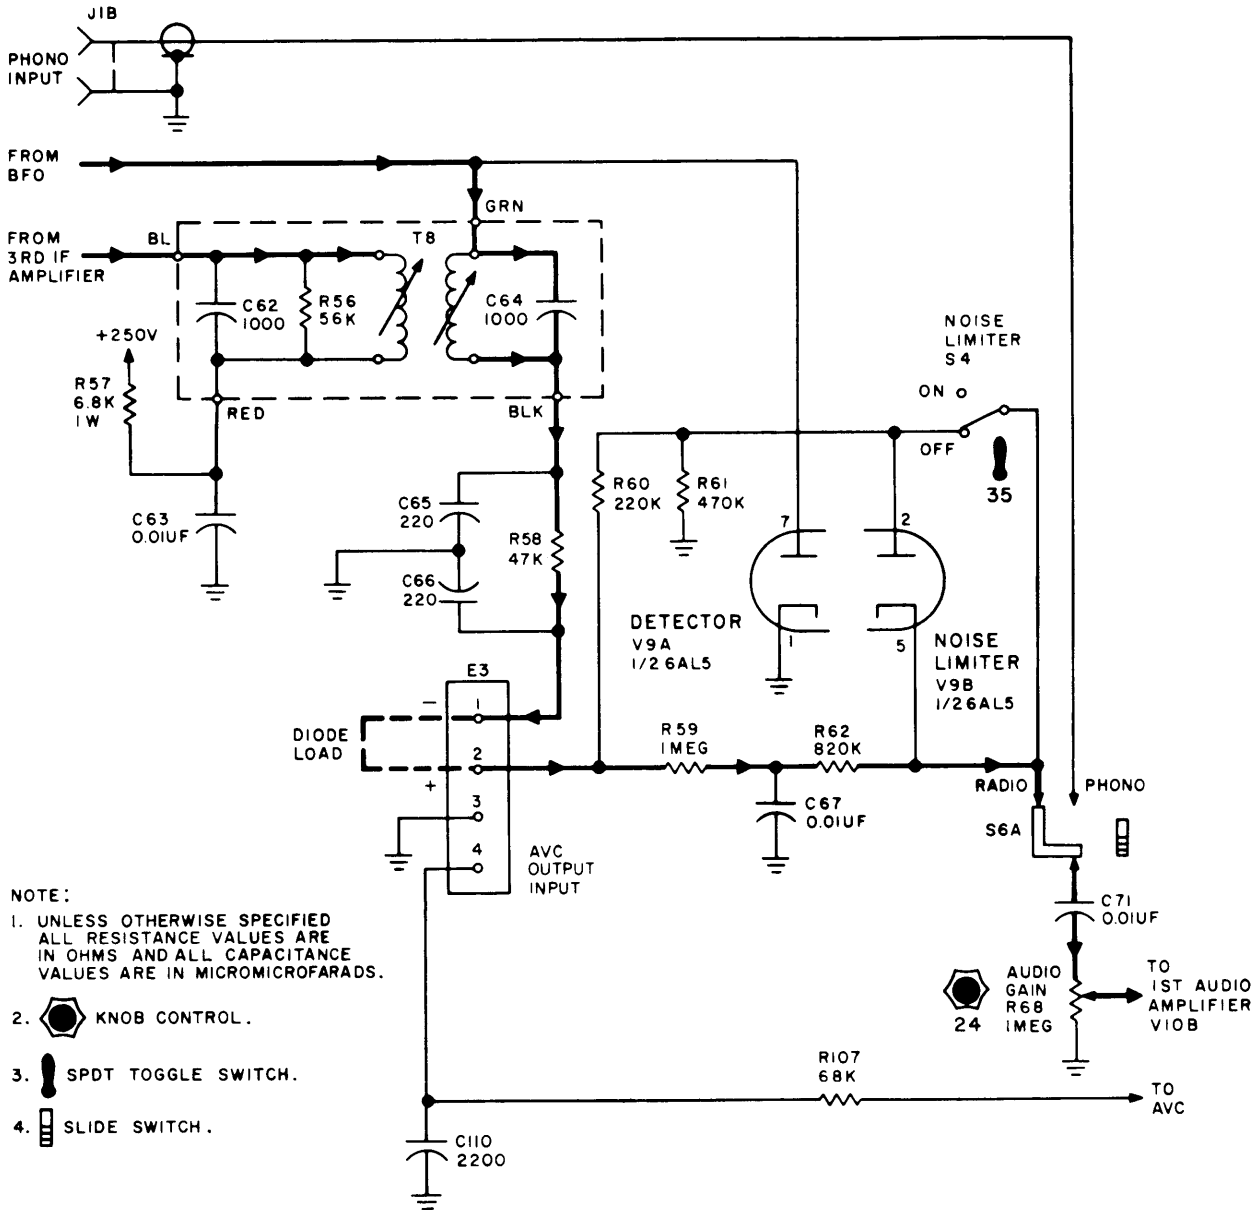 J1B
PHONO
INPUT
FROM
BFO
GRN
FROM
3RD IF
AMPLIFIER
BL
T8
C62
1000
R56
56K
C64
1000
+250V
R57
6.8K
1W
RED
BLK
NOISE
LIMITER
S4
ON
OFF
35
C63
0.01UF
C65
220
R58
47K
C66
220
R60
220K
R61
470K
7
2
DETECTOR
V9A
1/2 6AL5
1
5
NOISE
LIMITER
V9B
1/26AL5
E3
DIODE
LOAD
−
1
2
+
3
4
AVC
OUTPUT
INPUT
R59
1MEG
R62
820K
C67
0.01UF
RADIO
PHONO
S6A
C71
0.01UF
AUDIO
GAIN
R68
1MEG
24
TO
1ST AUDIO
AMPLIFIER
V10B
NOTE:
1. UNLESS OTHERWISE SPECIFIED
ALL RESISTANCE VALUES ARE
IN OHMS AND ALL CAPACITANCE
VALUES ARE IN MICROMICROFARADS.
2. KNOB CONTROL.
3. SPDT TOGGLE SWITCH.
4. SLIDE SWITCH.
R107
68K
TO
AVC
C110
2200